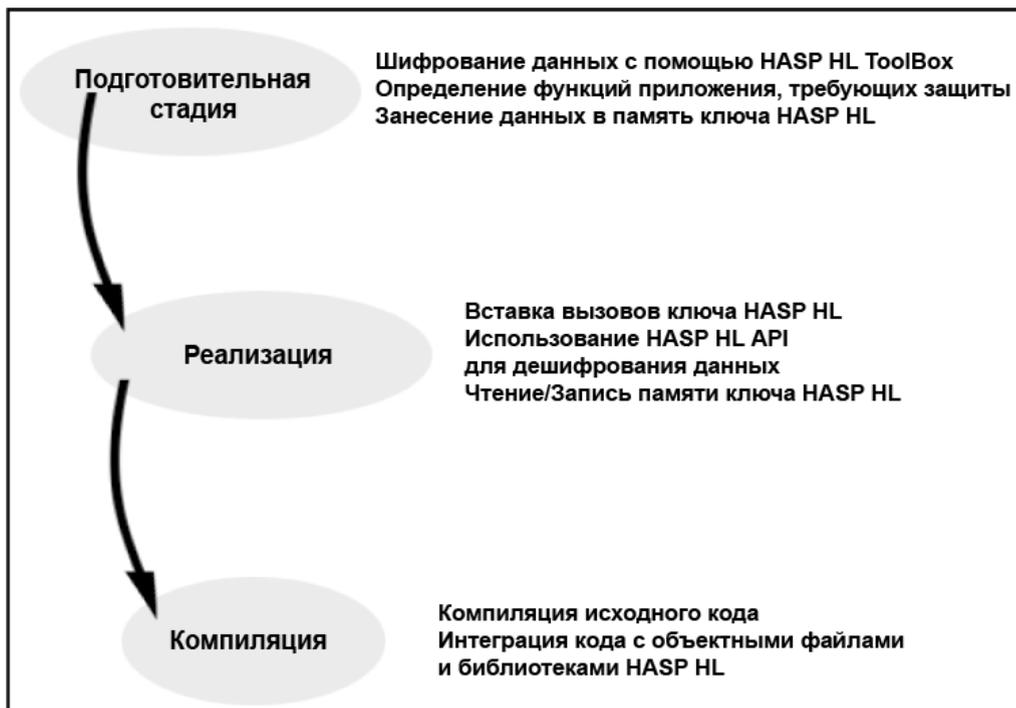 Подготовительная
стадия
Шифрование данных с помощью HASP HL ToolBox
Определение функций приложения, требующих защиты
Занесение данных в память ключа HASP HL
Реализация
Вставка вызовов ключа HASP HL
Использование HASP HL API
для дешифрования данных
Чтение/Запись памяти ключа HASP HL
Компиляция
Компиляция исходного кода
Интеграция кода с объектными файлами
и библиотеками HASP HL